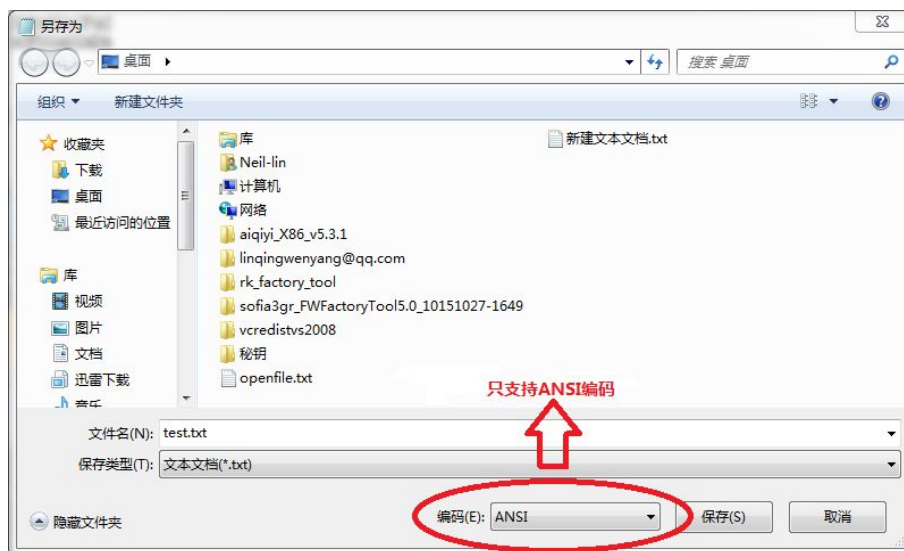 另存为
桌面
搜索 桌面
组织
新建文件夹
收藏夹
下载
桌面
最近访问的位置
库
视频
图片
文档
迅雷下载
音乐
库
Neil-lin
计算机
网络
aiqiyi_X86_v5.3.1
linqingwenyang@qq.com
rk_factory_tool
sofia3gr_FWFactoryTool5.0_10151027-1649
vcredistvs2008
秘钥
openfile.txt
新建文本文档.txt
只支持ANSI编码
文件名(N): test.txt
保存类型(T): 文本文档(*.txt)
隐藏文件夹
编码(E): ANSI
保存(S)
取消